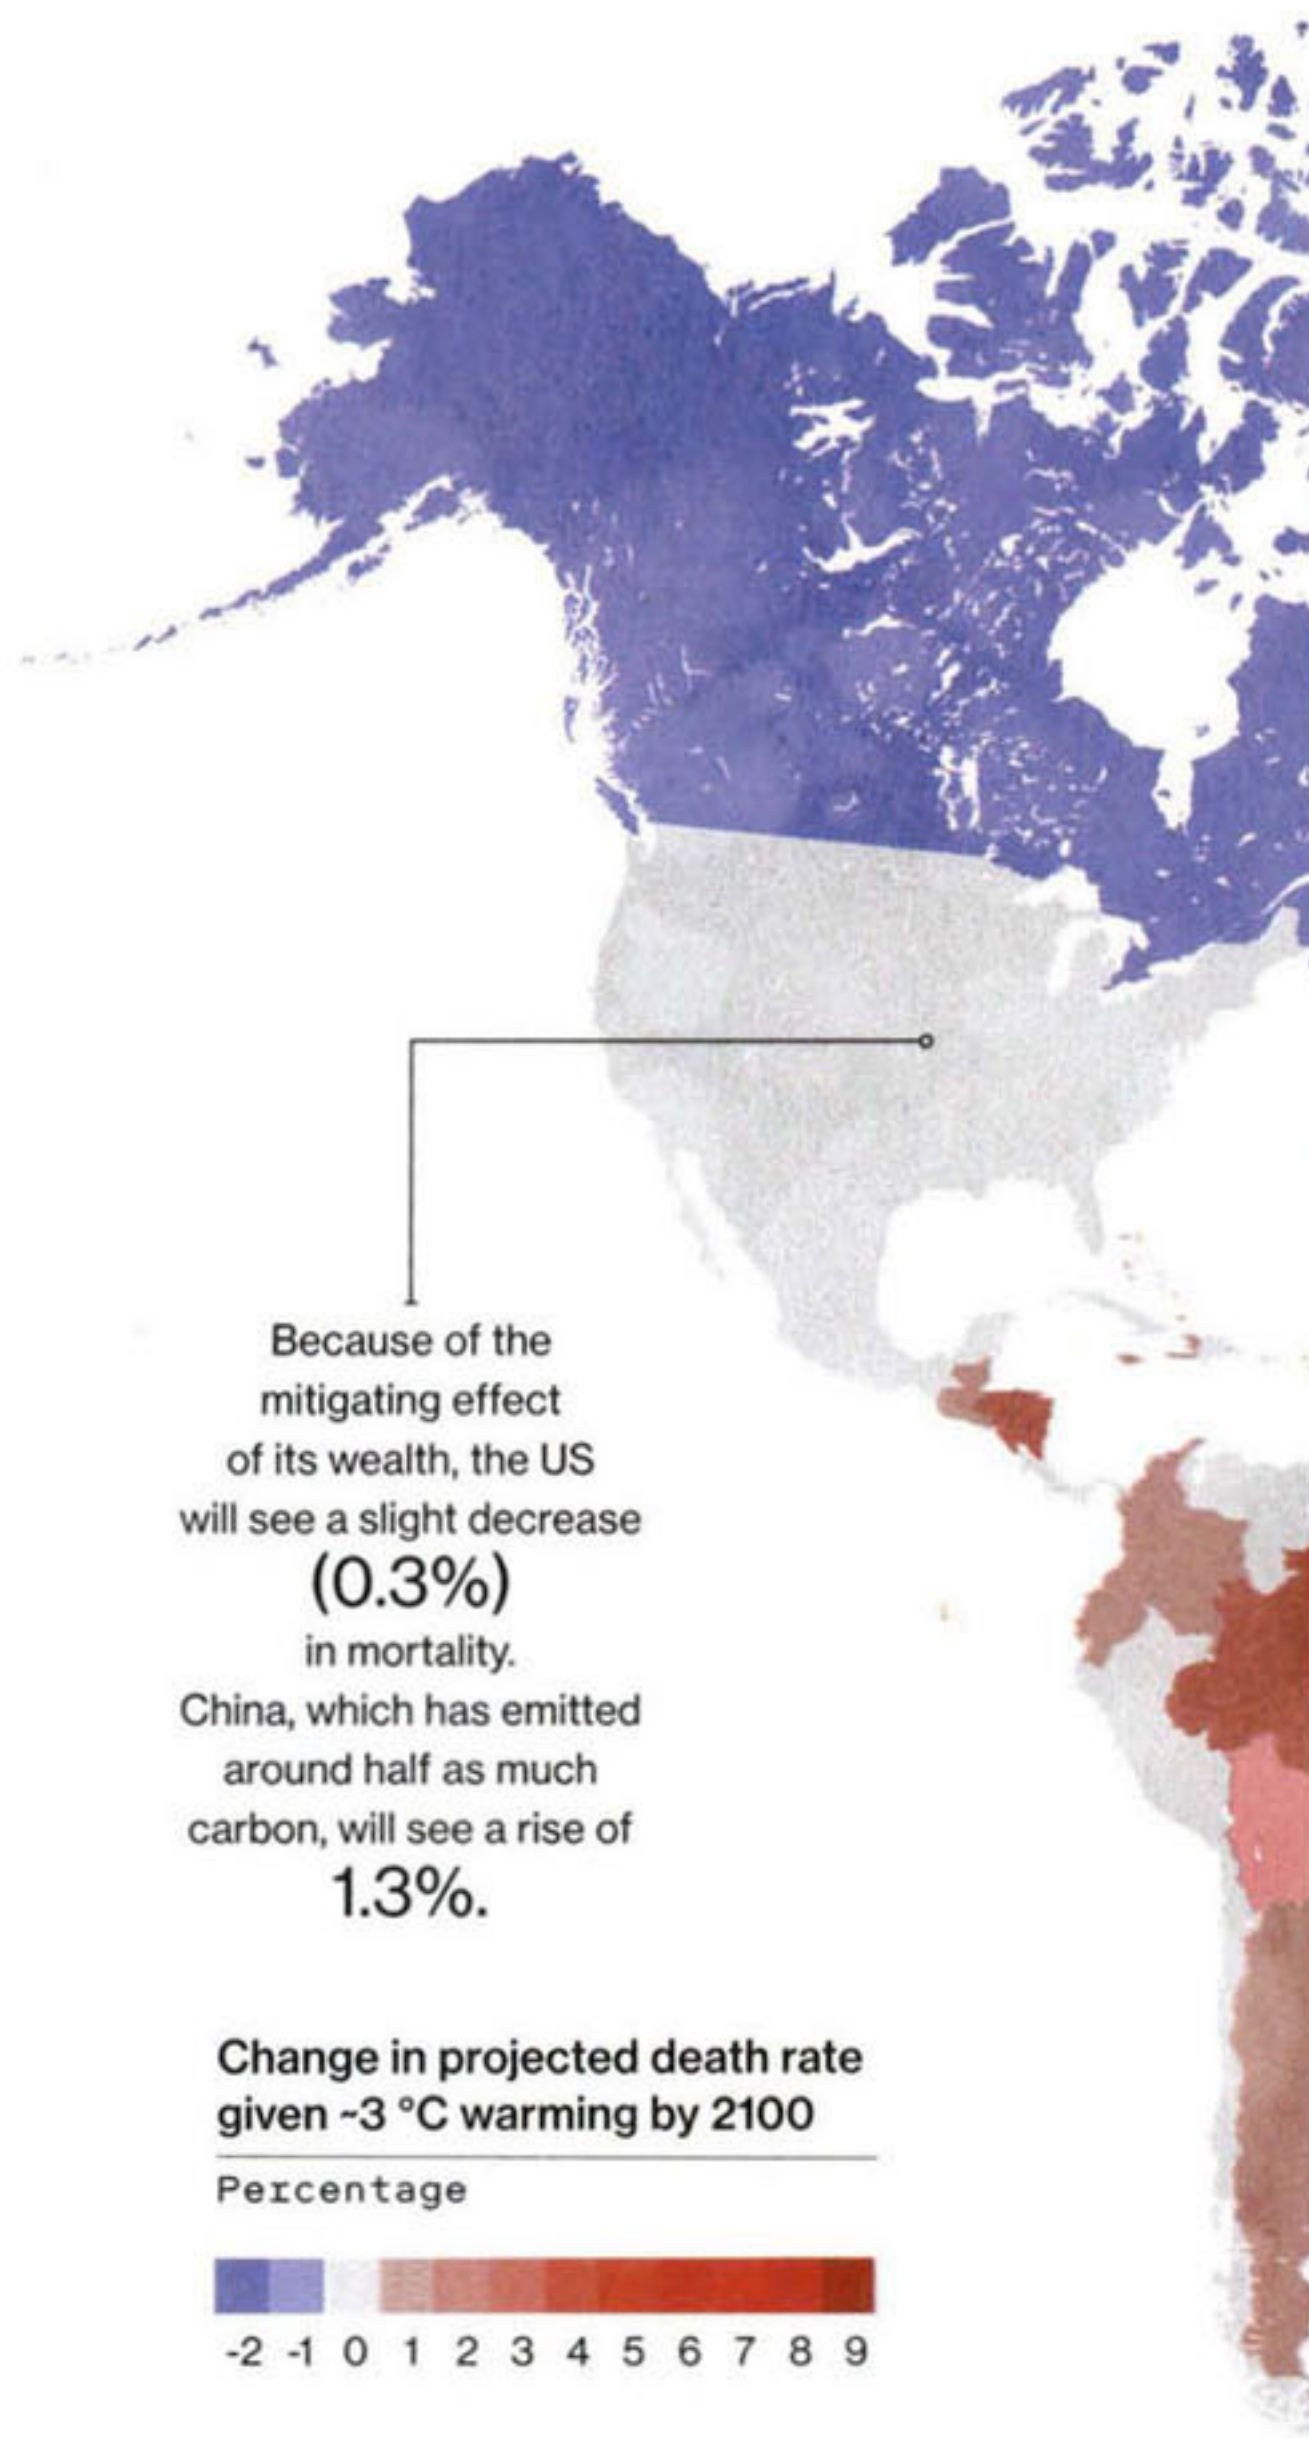 Because of the
mitigating effect
of its wealth, the US
will see a slight decrease
(0.3%)
in mortality.
China, which has emitted
around half as much
carbon, will see a rise of
1.3%.
Change in projected death rate
given ~3 °C warming by 2100
Percentage
-2 -1 0 1 2 3 4 5 6 7 8 9